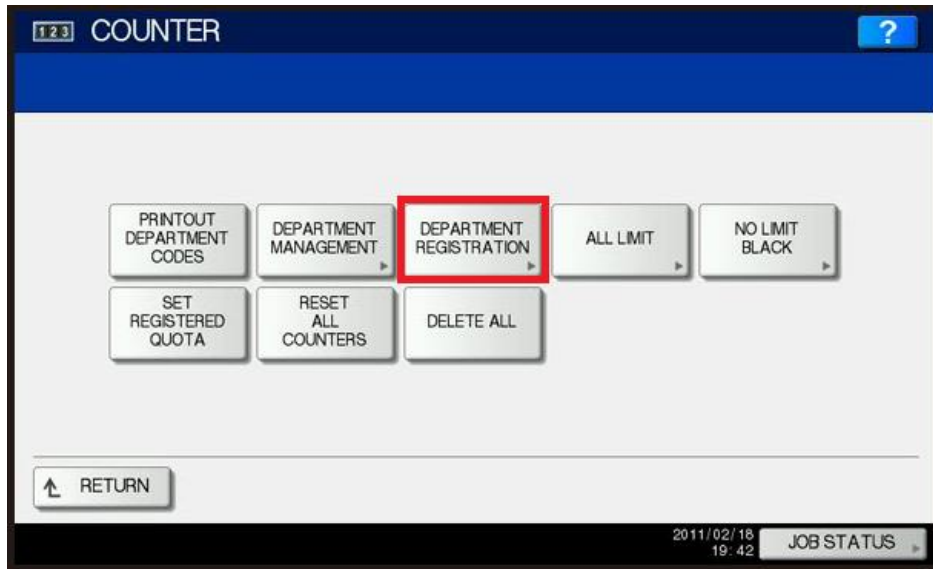 123 COUNTER
?
PRINTOUT
DEPARTMENT
CODES
DEPARTMENT
MANAGEMENT
DEPARTMENT
REGISTRATION
ALL LIMIT
NO LIMIT
BLACK
SET
REGISTERED
QUOTA
RESET
ALL
COUNTERS
DELETE ALL
RETURN
2011/02/18
19:42
JOB STATUS